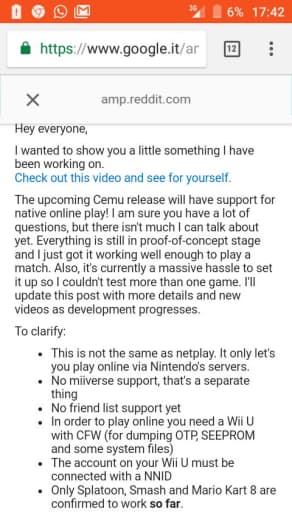 3G 6% 17:42
https://www.google.it/ar 12
amp.reddit.com
Hey everyone,
I wanted to show you a little something I have
been working on.
Check out this video and see for yourself.
The upcoming Cemu release will have support for
native online play! I am sure you have a lot of
questions, but there isn't much I can talk about
yet. Everything is still in proof-of-concept stage
and I just got it working well enough to play a
match. Also, it's currently a massive hassle to set
it up so I couldn't test more than one game. I'll
update this post with more details and new
videos as development progresses.
To clarify:
• This is not the same as netplay. It only let's
you play online via Nintendo's servers.
• No miiverse support, that's a separate
thing
• No friend list support yet
• In order to play online you need a Wii U
with CFW (for dumping OTP, SEEPROM
and some system files)
• The account on your Wii U must be
connected with a NNID
• Only Splatoon, Smash and Mario Kart 8 are
confirmed to work so far.